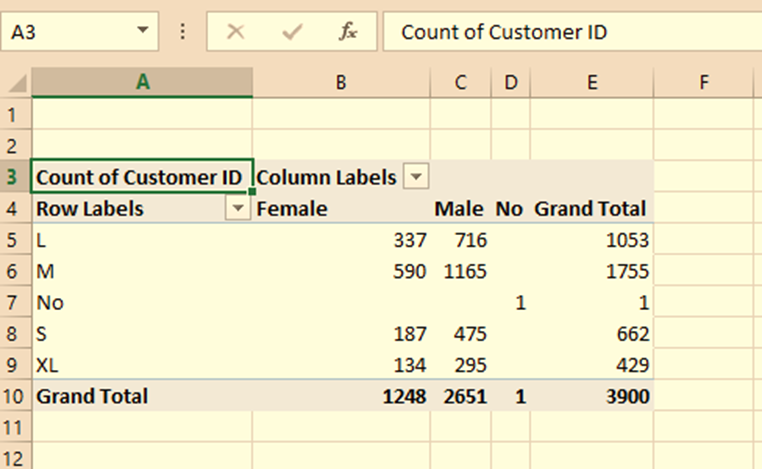 A3 fx Count of Customer ID
A B C D E F
1
2
3 Count of Customer ID Column Labels
4 Row Labels Female Male No Grand Total
5 L 337 716 1053
6 M 590 1165 1755
7 No 1 1
8 S 187 475 662
9 XL 134 295 429
10 Grand Total 1248 2651 1 3900
11
12